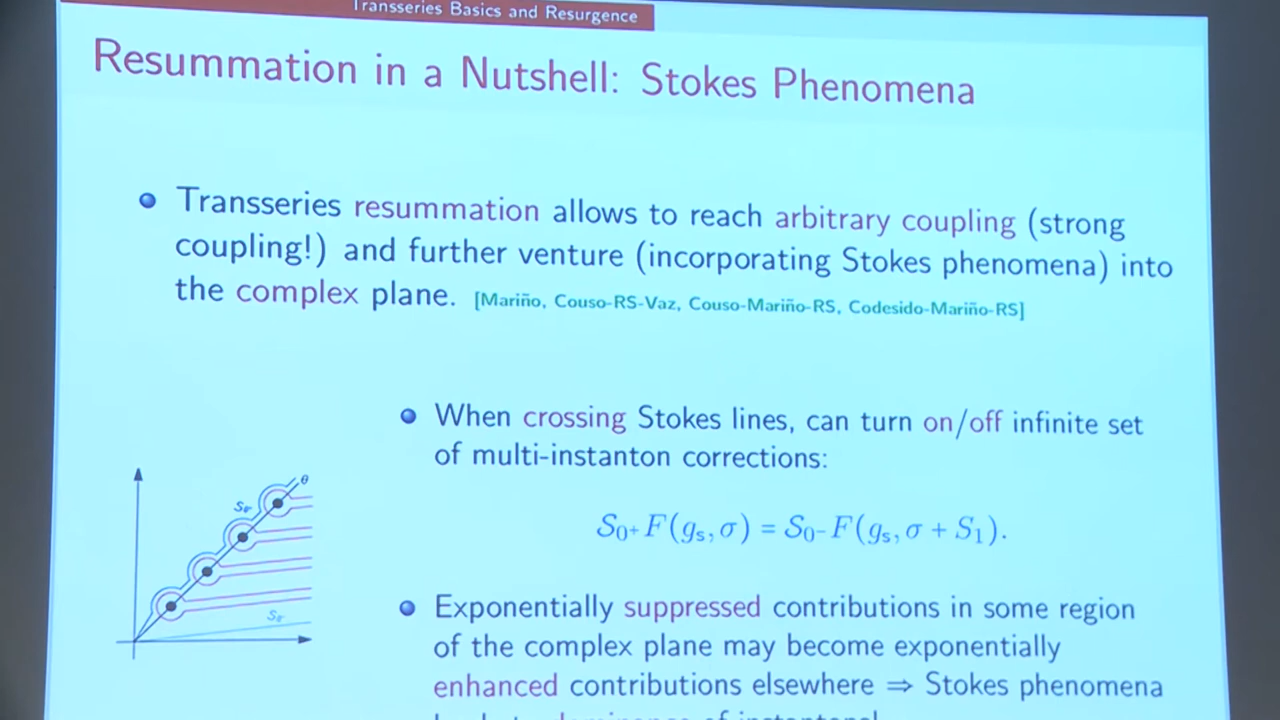 Transseries Basics and Resurgence
Resummation in a Nutshell: Stokes Phenomena
Transseries resummation allows to reach arbitrary coupling (strong
coupling!) and further venture (incorporating Stokes phenomena) into
the complex plane. [Mariño, Couso-RS-Vaz, Couso-Mariño-RS, Codesido-Mariño-RS]
When crossing Stokes lines, can turn on/off infinite set
of multi-instanton corrections:
S₀+ F(gₛ, σ) = S₀- F(gₛ, σ + S₁).
θ
Exponentially suppressed contributions in some region
of the complex plane may become exponentially
enhanced contributions elsewhere ⇒ Stokes phenomena